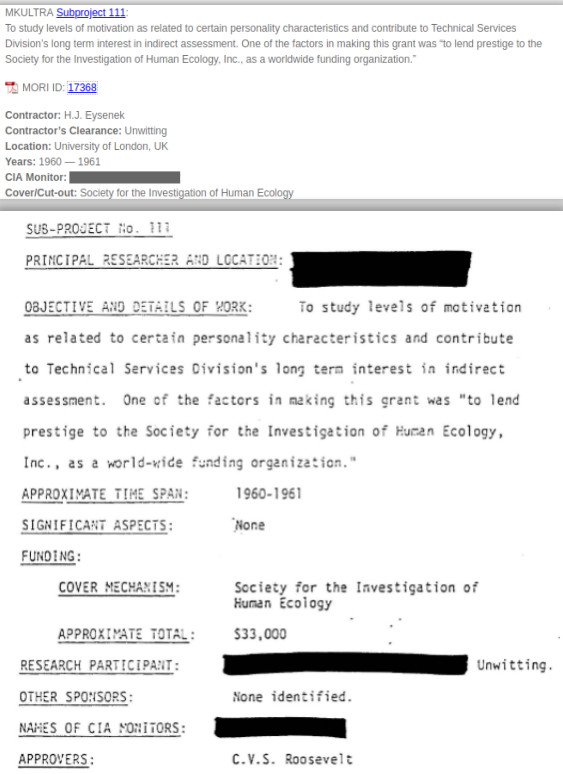 MKULTRA Subproject 111:
To study levels of motivation as related to certain personality characteristics and contribute to Technical Services
Division's long term interest in indirect assessment. One of the factors in making this grant was “to lend prestige to the
Society for the Investigation of Human Ecology, Inc., as a worldwide funding organization.”
MORI ID: 17368
Contractor: H.J. Eysenek
Contractor's Clearance: Unwitting
Location: University of London, UK
Years: 1960 — 1961
CIA Monitor:
Cover/Cut-out: Society for the Investigation of Human Ecology
SUB-PROJECT No. 111
PRINCIPAL RESEARCHER AND LOCATION:
OBJECTIVE AND DETAILS OF WORK: To study levels of motivation
as related to certain personality characteristics and contribute
to Technical Services Division's long term interest in indirect
assessment. One of the factors in making this grant was "to lend
prestige to the Society for the Investigation of Human Ecology,
Inc., as a world-wide funding organization."
APPROXIMATE TIME SPAN: 1960-1961
SIGNIFICANT ASPECTS: None
FUNDING:
COVER MECHANISM: Society for the Investigation of
Human Ecology
APPROXIMATE TOTAL: $33,000
RESEARCH PARTICIPANT: Unwitting.
OTHER SPONSORS: None identified.
NAMES OF CIA MONITORS:
APPROVERS: C.V.S. Roosevelt